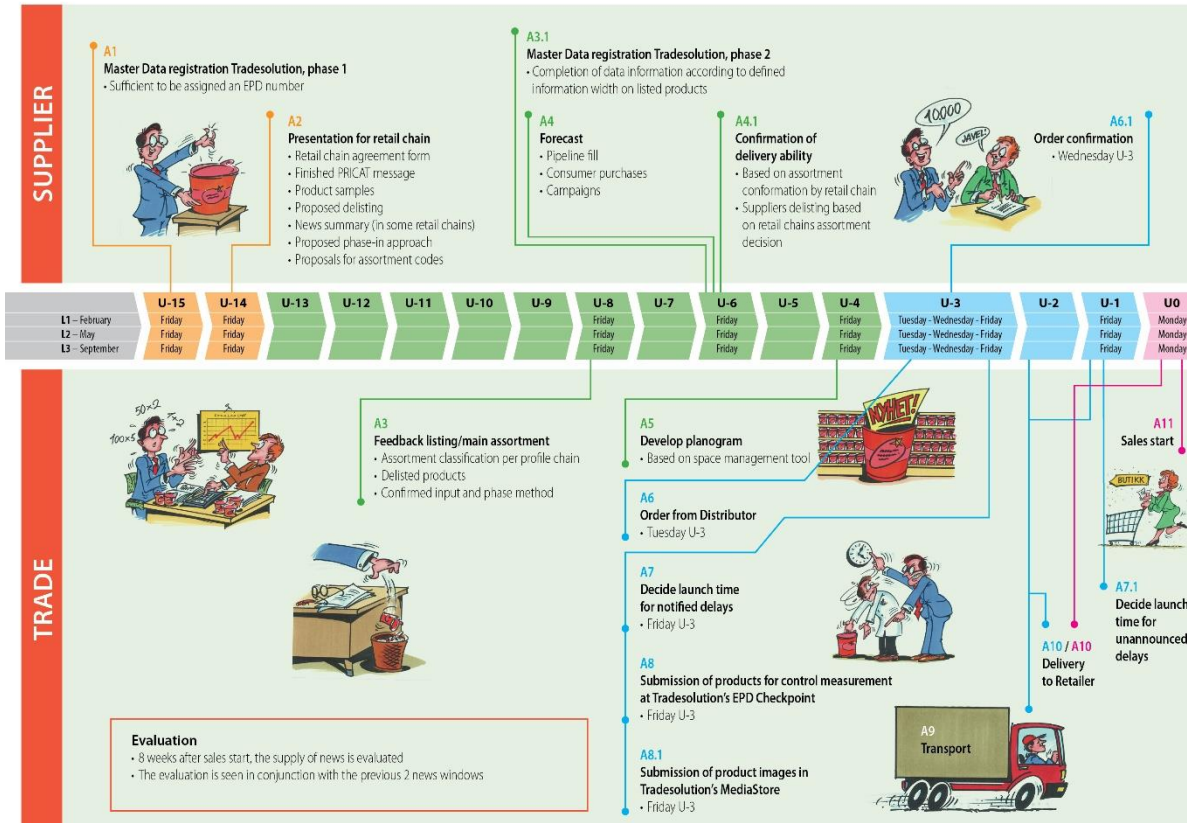 SUPPLIER
A1
Master Data registration Tradesolution, phase 1
• Sufficient to be assigned an EPD number
A2
Presentation for retail chain
• Retail chain agreement form
• Finished PRICAT message
• Product samples
• Proposed delisting
• News summary (in some retail chains)
• Proposed phase-in approach
• Proposals for assortment codes
A3.1
Master Data registration Tradesolution, phase 2
• Completion of data information according to defined
information width on listed products
A4
Forecast
• Pipeline fill
• Consumer purchases
• Campaigns
A4.1
Confirmation of
delivery ability
• Based on assortment
conformation by retail chain
• Suppliers delisting based
on retail chains assortment
decision
10.000
JAVEL!
A6.1
Order confirmation
• Wednesday U-3
U-15 U-14 U-13 U-12 U-11 U-10 U-9 U-8 U-7 U-6 U-5 U-4 U-3 U-2 U-1 U0
L1 – February Friday Friday Friday Friday Friday Tuesday - Wednesday - Friday Friday Monday
L2 – May Friday Friday Friday Friday Friday Tuesday - Wednesday - Friday Friday Monday
L3 – September Friday Friday Friday Friday Friday Tuesday - Wednesday - Friday Friday Monday
TRADE
50x2
100x5
A3
Feedback listing/main assortment
• Assortment classification per profile chain
• Delisted products
• Confirmed input and phase method
A5
Develop planogram
• Based on space management tool
NYHET!
A6
Order from Distributor
• Tuesday U-3
A7
Decide launch time
for notified delays
• Friday U-3
A8
Submission of products for control measurement
at Tradesolution's EPD Checkpoint
• Friday U-3
A8.1
Submission of product images in
Tradesolution's MediaStore
• Friday U-3
A9
Transport
A10 / A10
Delivery
to Retailer
A7.1
Decide launch
time for
unannounced
delays
A11
Sales start
BUTIKK
Evaluation
• 8 weeks after sales start, the supply of news is evaluated
• The evaluation is seen in conjunction with the previous 2 news windows